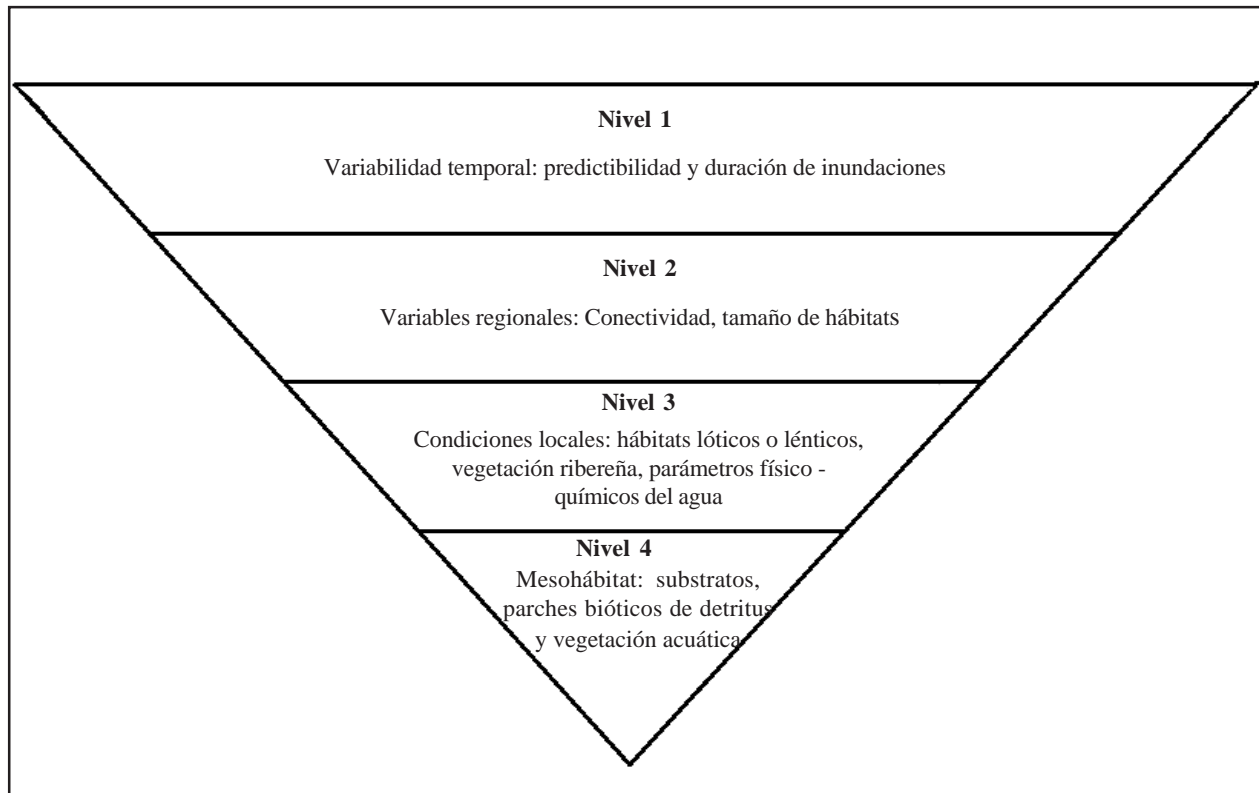 Nivel 1
Variabilidad temporal: predictibilidad y duración de inundaciones
Nivel 2
Variables regionales: Conectividad, tamaño de hábitats
Nivel 3
Condiciones locales: hábitats lóticos o lénticos,
vegetación ribereña, parámetros físico -
químicos del agua
Nivel 4
Mesohábitat: substratos,
parches bióticos de detritus
y vegetación acuática